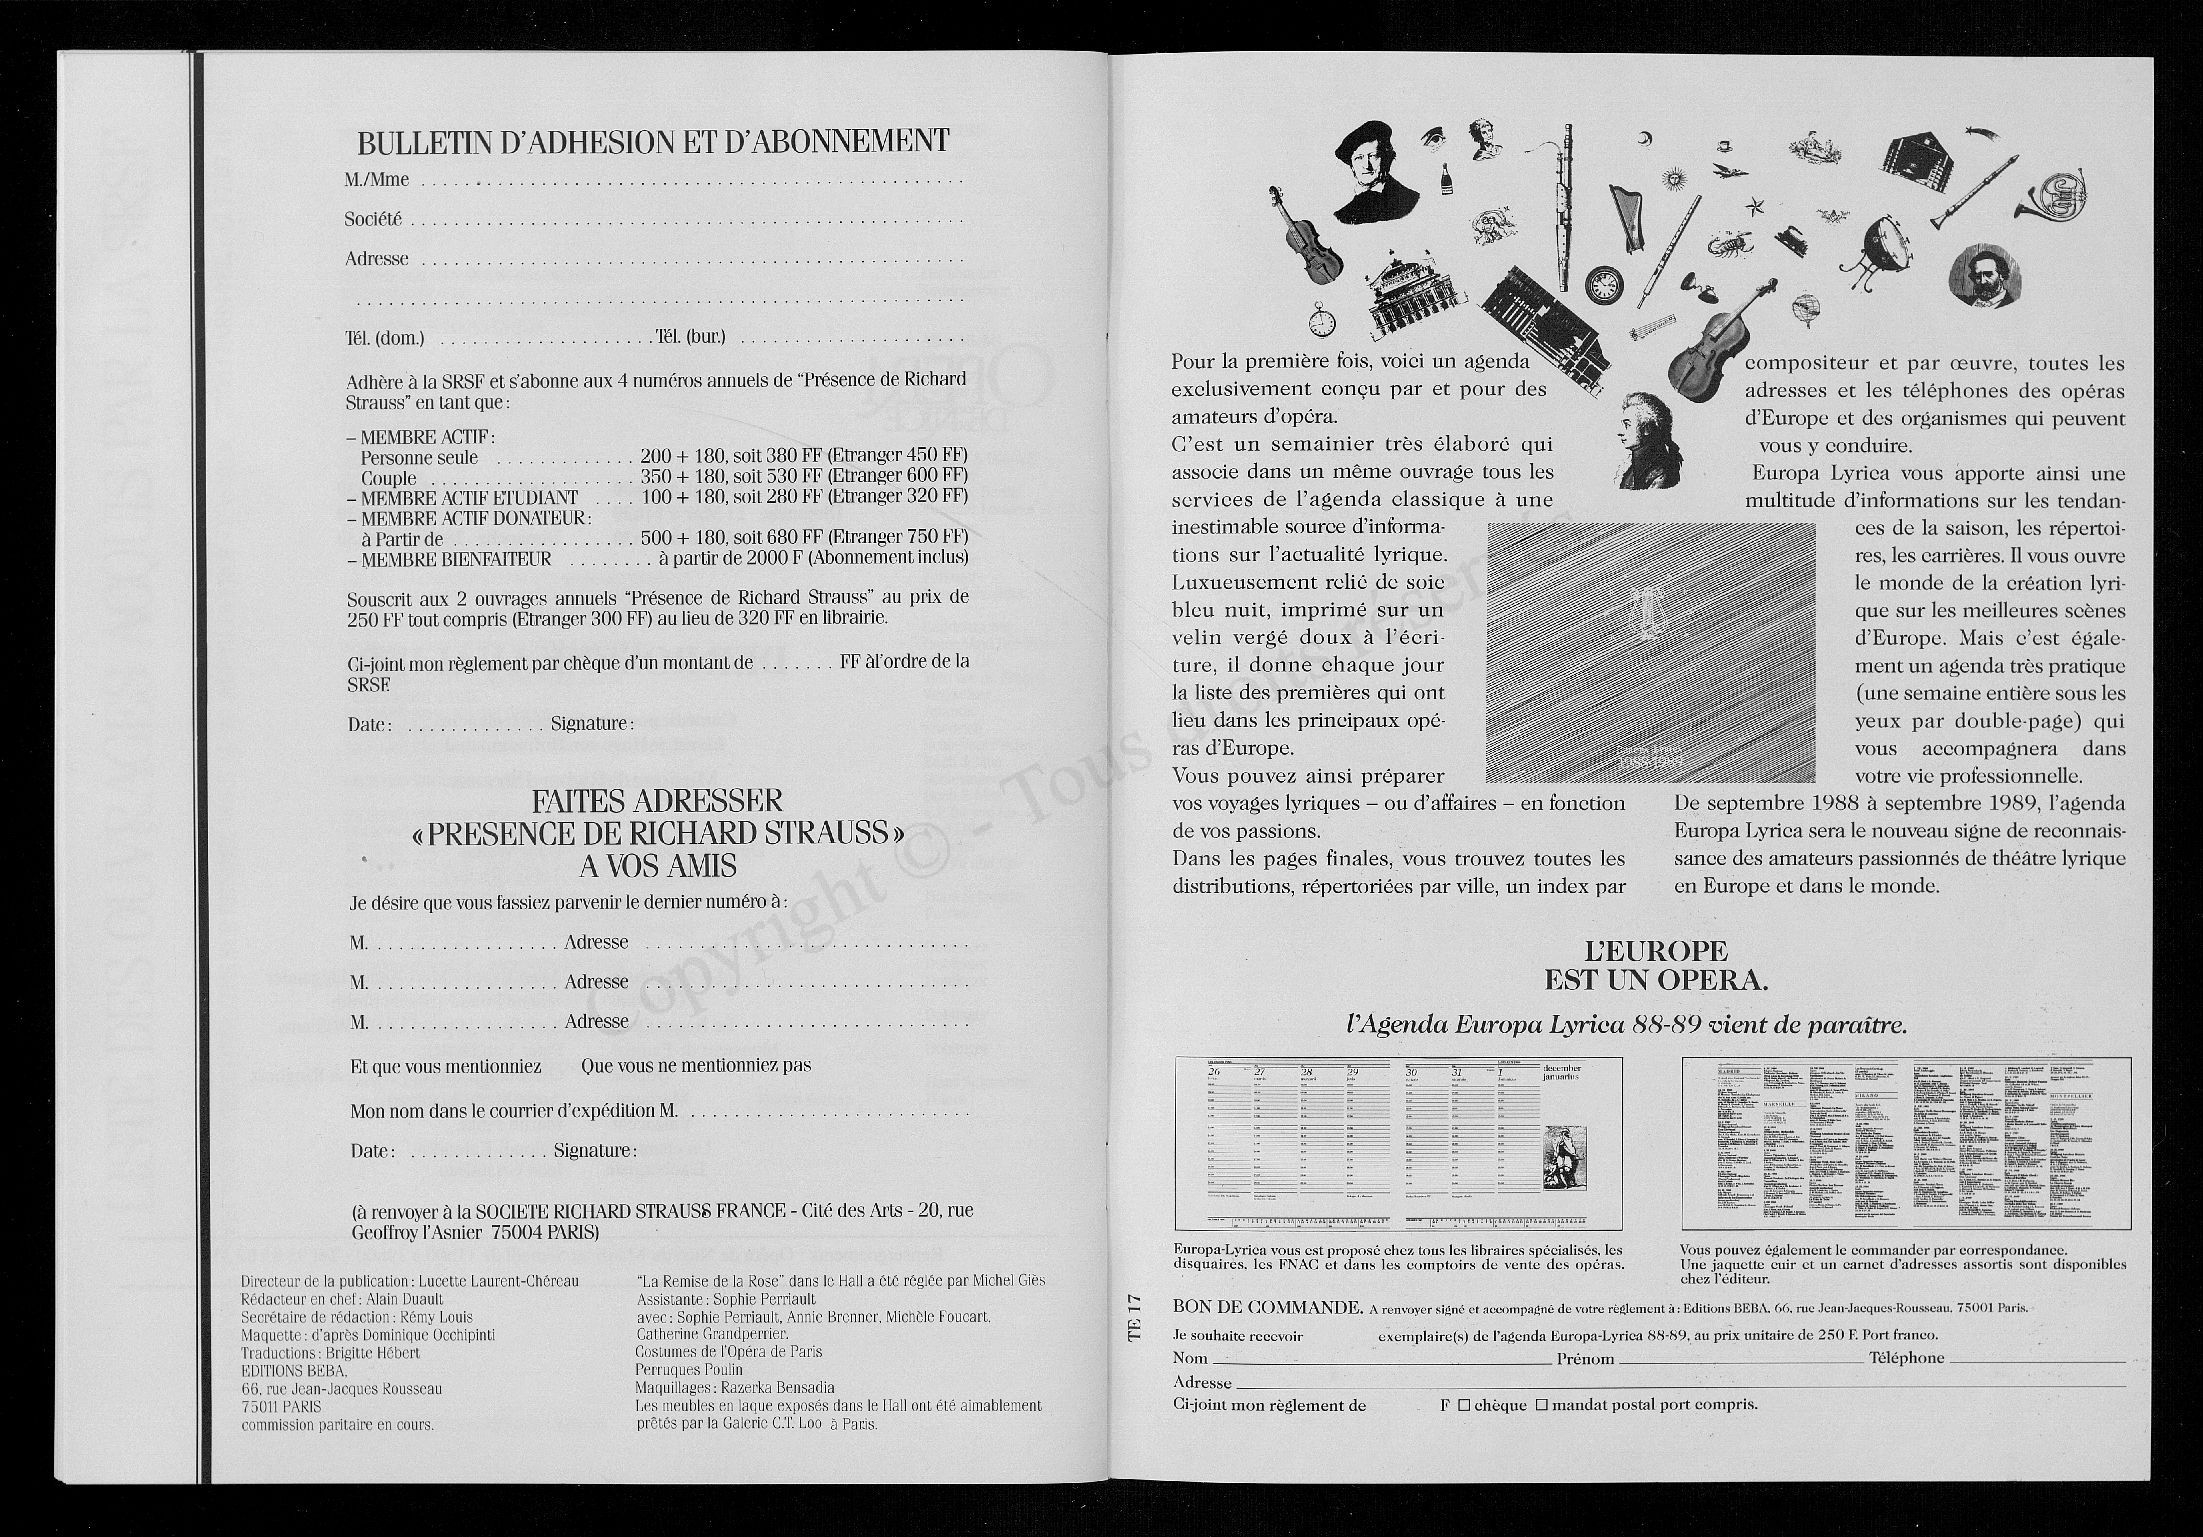 BULLETIN D'ADHESION ET D'ABONNEMENT
M./Mme
Société
Adresse
Tél. (dom.) Tél. (bur.)
Adhère à la SRSF et s'abonne aux 4 numéros annuels de “Présence de Richard
Strauss” en tant que :
– MEMBRE ACTIF :
Personne seule . . . . . . . . . . . . . 200 + 180, soit 380 FF (Etranger 450 FF)
Couple . . . . . . . . . . . . . . . . . . . 350 + 180, soit 530 FF (Etranger 600 FF)
– MEMBRE ACTIF ETUDIANT . . . . 100 + 180, soit 280 FF (Etranger 320 FF)
– MEMBRE ACTIF DONATEUR :
à Partir de . . . . . . . . . . . . . . . . . 500 + 180, soit 680 FF (Etranger 750 FF)
– MEMBRE BIENFAITEUR . . . . . . . . à partir de 2000 F (Abonnement inclus)
Souscrit aux 2 ouvrages annuels “Présence de Richard Strauss” au prix de
250 FF tout compris (Etranger 300 FF) au lieu de 320 FF en librairie.
Ci-joint mon règlement par chèque d'un montant de . . . . . . . FF àl'ordre de la
SRSF.
Date : . . . . . . . . . . . . . Signature :
FAITES ADRESSER
« PRESENCE DE RICHARD STRAUSS »
A VOS AMIS
Je désire que vous fassiez parvenir le dernier numéro à :
M. . . . . . . . . . . . . . . . . . Adresse
M. . . . . . . . . . . . . . . . . . Adresse
M. . . . . . . . . . . . . . . . . . Adresse
Et que vous mentionniez Que vous ne mentionniez pas
Mon nom dans le courrier d'expédition M.
Date : . . . . . . . . . . . . . Signature :
(à renvoyer à la SOCIETE RICHARD STRAUSS FRANCE - Cité des Arts - 20, rue
Geoffroy l'Asnier 75004 PARIS)
Directeur de la publication : Lucette Laurent-Chéreau
Rédacteur en chef : Alain Duault
Secrétaire de rédaction : Rémy Louis
Maquette : d'après Dominique Occhipinti
Traductions : Brigitte Hébert
EDITIONS BEBA,
66, rue Jean-Jacques Rousseau
75011 PARIS
commission paritaire en cours.
“La Remise de la Rose” dans le Hall a été réglée par Michel Giès
Assistante : Sophie Perriault
avec : Sophie Perriault, Annie Brenner, Michèle Foucart,
Catherine Grandperrier.
Costumes de l'Opéra de Paris
Perruques Poulin
Maquillages : Razerka Bensadia
Les meubles en laque exposés dans le Hall ont été aimablement
prêtés par la Galerie C.T. Loo à Paris.
Pour la première fois, voici un agenda
exclusivement conçu par et pour des
amateurs d'opéra.
C'est un semainier très élaboré qui
associe dans un même ouvrage tous les
services de l'agenda classique à une
inestimable source d'informa-
tions sur l'actualité lyrique.
Luxueusement relié de soie
bleu nuit, imprimé sur un
velin vergé doux à l'écri-
ture, il donne chaque jour
la liste des premières qui ont
lieu dans les principaux opé-
ras d'Europe.
Vous pouvez ainsi préparer
vos voyages lyriques – ou d'affaires – en fonction
de vos passions.
Dans les pages finales, vous trouvez toutes les
distributions, répertoriées par ville, un index par
compositeur et par œuvre, toutes les
adresses et les téléphones des opéras
d'Europe et des organismes qui peuvent
vous y conduire.
Europa Lyrica vous apporte ainsi une
multitude d'informations sur les tendan-
ces de la saison, les répertoi-
res, les carrières. Il vous ouvre
le monde de la création lyri-
que sur les meilleures scènes
d'Europe. Mais c'est égale-
ment un agenda très pratique
(une semaine entière sous les
yeux par double-page) qui
vous accompagnera dans
votre vie professionnelle.
De septembre 1988 à septembre 1989, l'agenda
Europa Lyrica sera le nouveau signe de reconnais-
sance des amateurs passionnés de théâtre lyrique
en Europe et dans le monde.
L'EUROPE
EST UN OPERA.
l'Agenda Europa Lyrica 88-89 vient de paraître.
26 27 28 29 30 31 1 december
januarius
MADRID
MARSEILLE
MILANO
MONTPELLIER
Europa-Lyrica vous est proposé chez tous les libraires spécialisés, les
disquaires, les FNAC et dans les comptoirs de vente des opéras.
Vous pouvez également le commander par correspondance.
Une jaquette cuir et un carnet d'adresses assortis sont disponibles
chez l'éditeur.
TE 17
BON DE COMMANDE. A renvoyer signé et accompagné de votre règlement à : Editions BEBA, 66, rue Jean-Jacques-Rousseau, 75001 Paris.
Je souhaite recevoir exemplaire(s) de l'agenda Europa-Lyrica 88-89, au prix unitaire de 250 F. Port franco.
Nom Prénom Téléphone
Adresse
Ci-joint mon règlement de F ☐ chèque ☐ mandat postal port compris.
Copyright © - Tous droits réservés